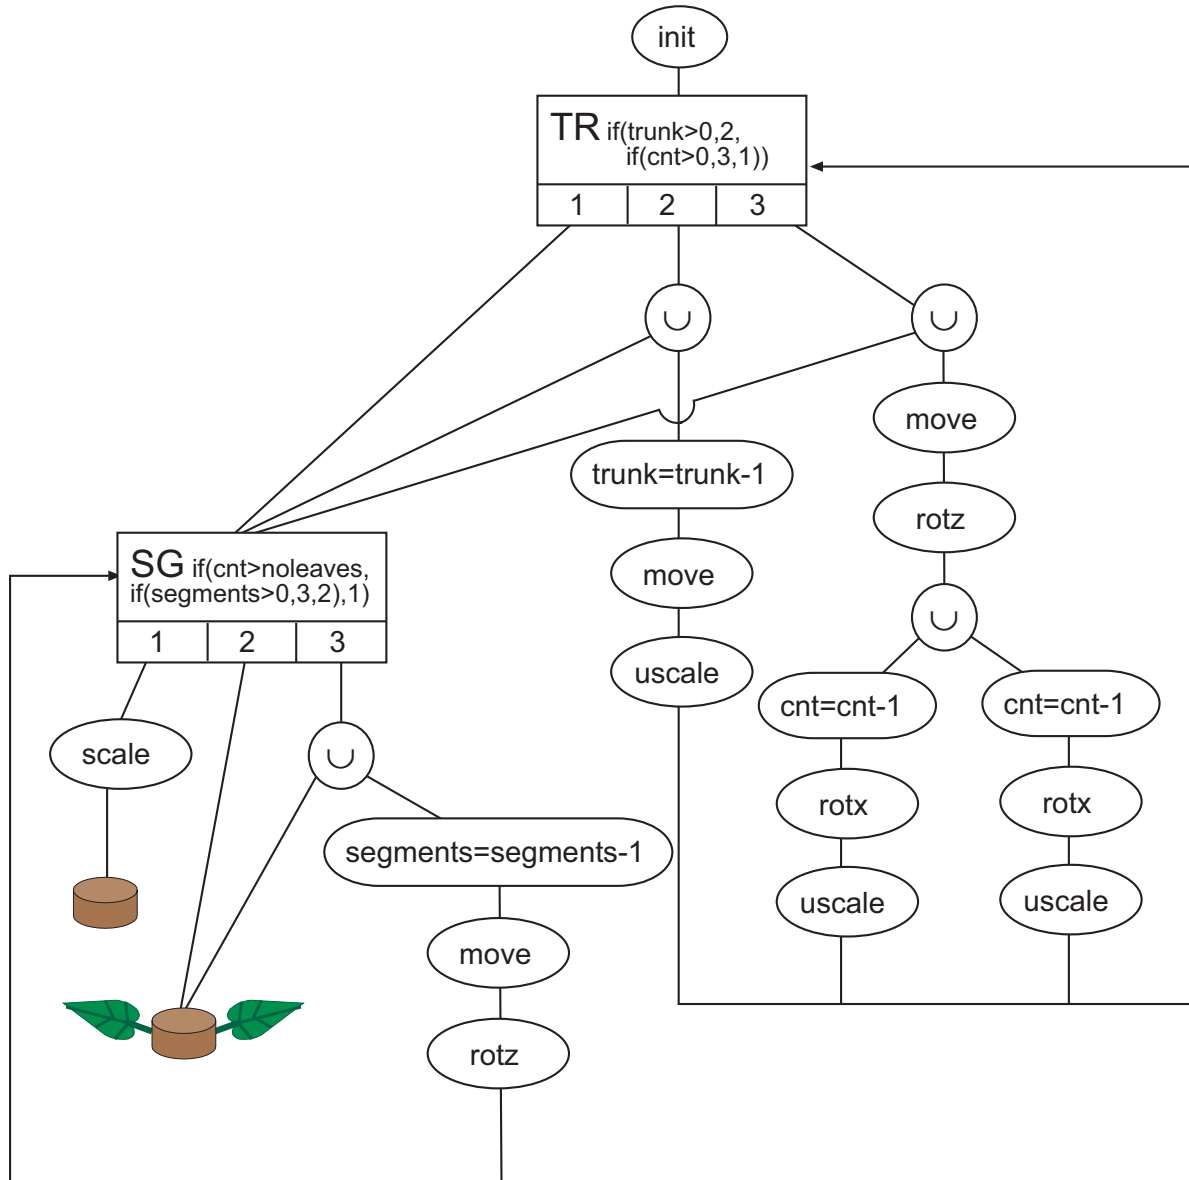 init
TR if(trunk>0,2,
if(cnt>0,3,1))
1 2 3
∪ ∪
move
trunk=trunk-1
rotz
SG if(cnt>noleaves,
if(segments>0,3,2),1)
1 2 3
move
∪
uscale
cnt=cnt-1 cnt=cnt-1
scale
∪
rotx rotx
segments=segments-1
uscale uscale
move
rotz